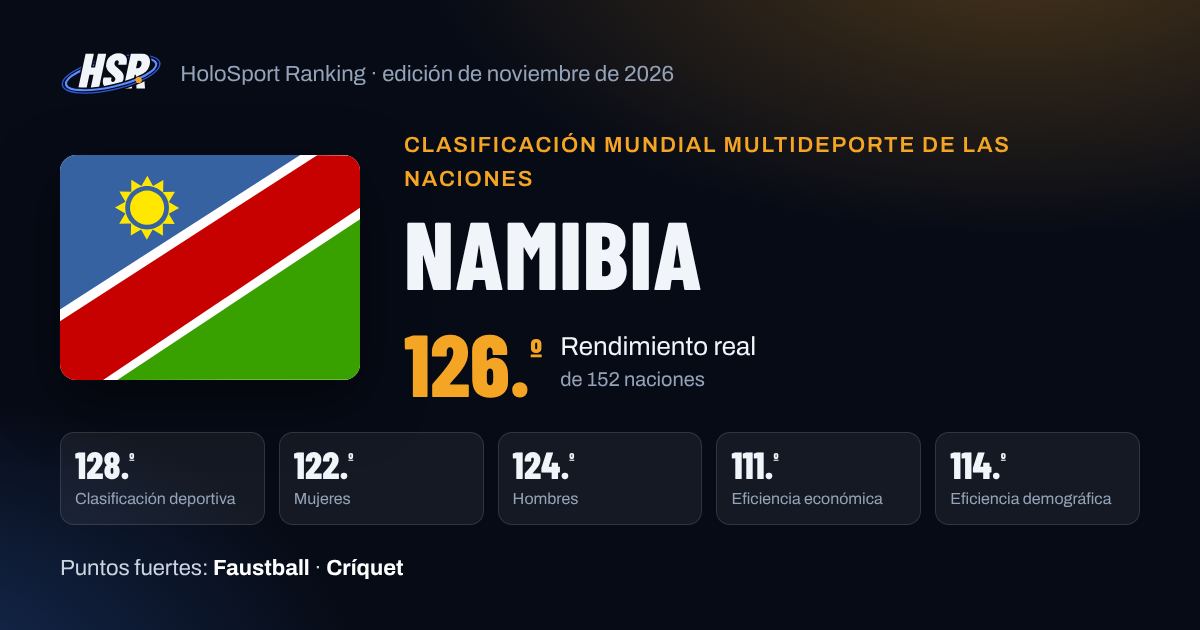 HSR
HoloSport Ranking · edición de noviembre de 2026
CLASIFICACIÓN MUNDIAL MULTIDEPORTE DE LAS
NACIONES
NAMIBIA
126.º
Rendimiento real
de 152 naciones
128.º
Clasificación deportiva
122.º
Mujeres
124.º
Hombres
111.º
Eficiencia económica
114.º
Eficiencia demográfica
Puntos fuertes: Faustball · Críquet